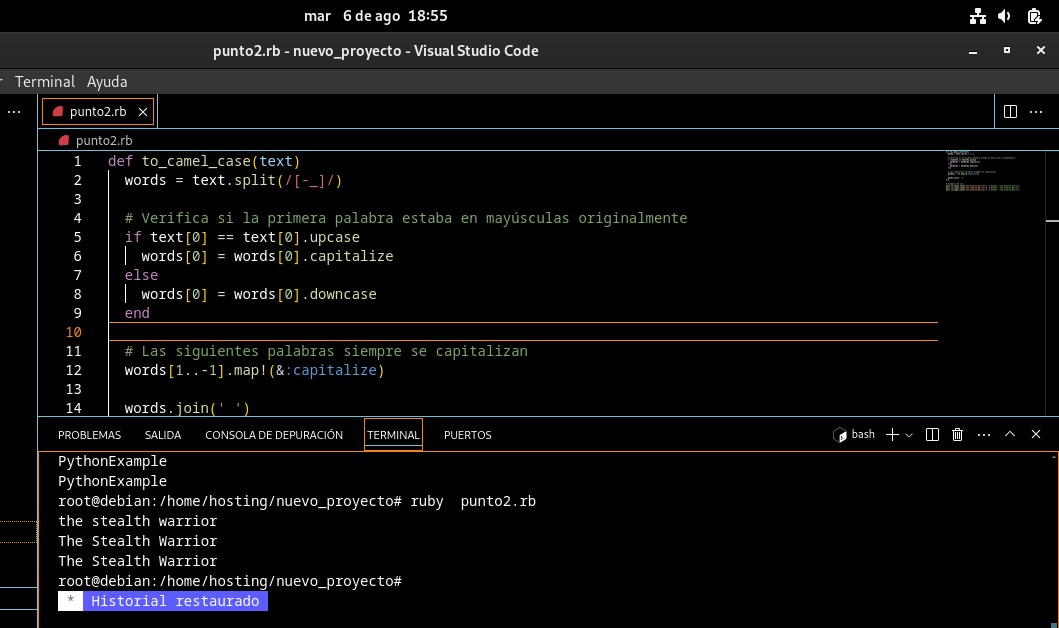 mar 6 de ago 18:55
punto2.rb - nuevo_proyecto - Visual Studio Code
Terminal Ayuda
punto2.rb
punto2.rb
1 def to_camel_case(text)
2 words = text.split(/[-_]/)
3
4 # Verifica si la primera palabra estaba en mayúsculas originalmente
5 if text[0] == text[0].upcase
6 words[0] = words[0].capitalize
7 else
8 words[0] = words[0].downcase
9 end
10
11 # Las siguientes palabras siempre se capitalizan
12 words[1..-1].map!(&:capitalize)
13
14 words.join(' ')
PROBLEMAS SALIDA CONSOLA DE DEPURACIÓN TERMINAL PUERTOS bash
PythonExample
PythonExample
root@debian:/home/hosting/nuevo_proyecto# ruby  punto2.rb
the stealth warrior
The Stealth Warrior
The Stealth Warrior
root@debian:/home/hosting/nuevo_proyecto#
* Historial restaurado